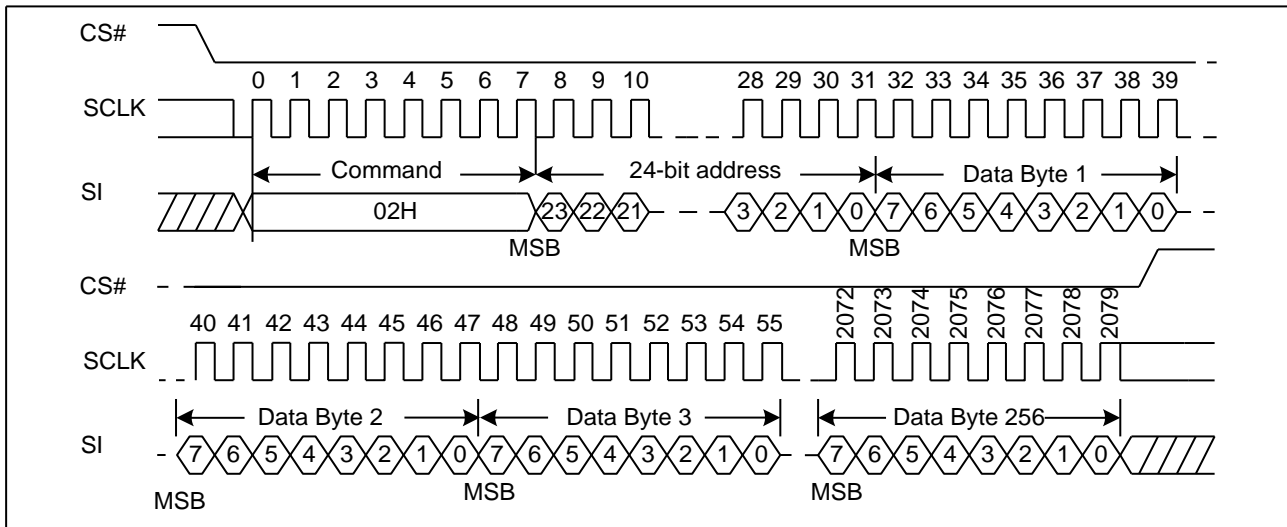 CS#
0 1 2 3 4 5 6 7 8 9 10 28 29 30 31 32 33 34 35 36 37 38 39
SCLK
Command 24-bit address Data Byte 1
SI
02H 23 22 21 3 2 1 0 7 6 5 4 3 2 1 0
MSB MSB
CS#
40 41 42 43 44 45 46 47 48 49 50 51 52 53 54 55 2072 2073 2074 2075 2076 2077 2078 2079
SCLK
Data Byte 2 Data Byte 3 Data Byte 256
SI
7 6 5 4 3 2 1 0 7 6 5 4 3 2 1 0 7 6 5 4 3 2 1 0
MSB MSB MSB